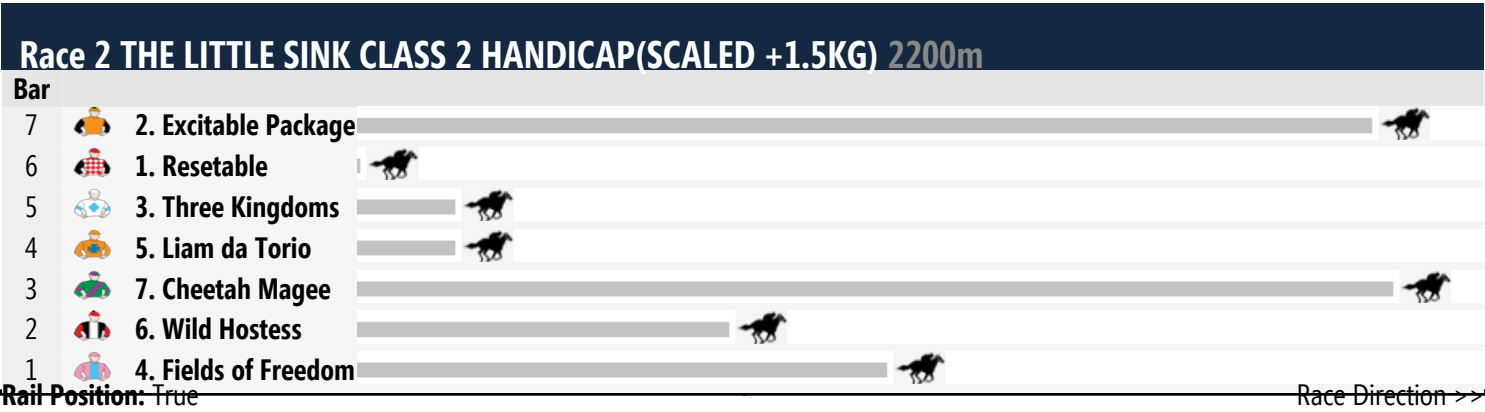 Race 2 THE LITTLE SINK CLASS 2 HANDICAP(SCALED +1.5KG) 2200m
Bar
7 2. Excitable Package
6 1. Resetable
5 3. Three Kingdoms
4 5. Liam da Torio
3 7. Cheetah Magee
2 6. Wild Hostess
1 4. Fields of Freedom
Rail Position: True Race Direction >>